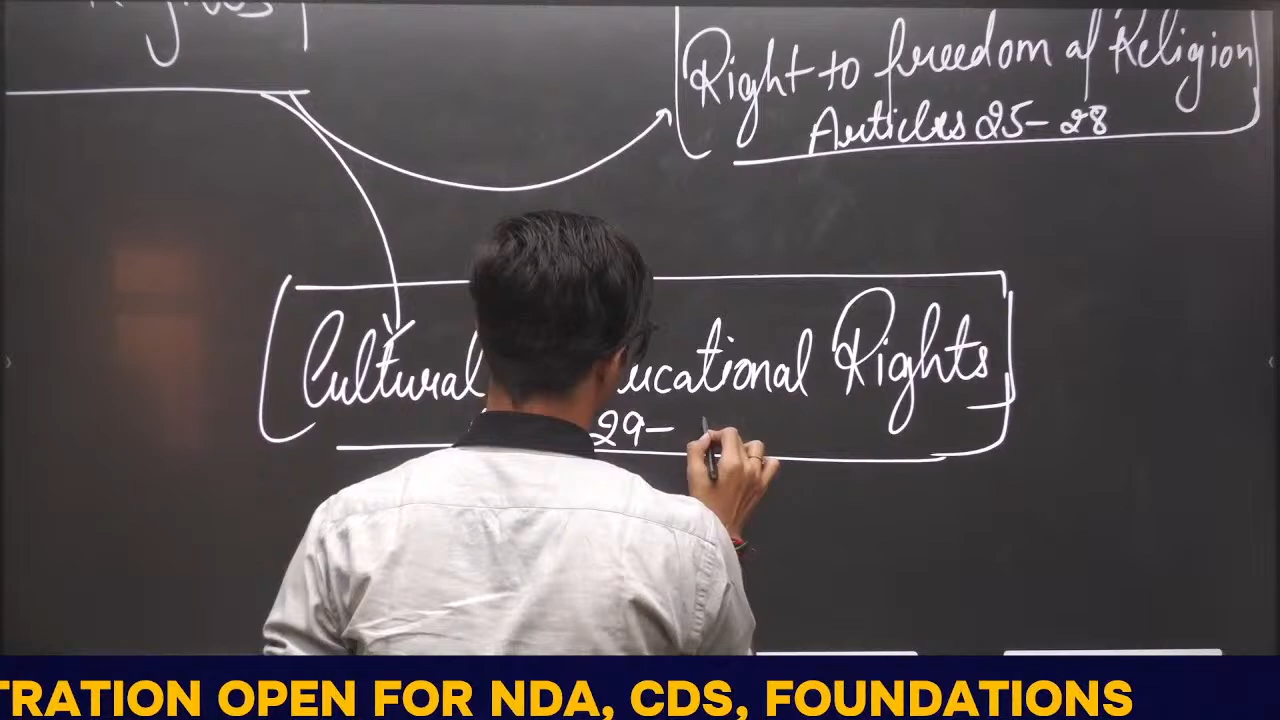 Right to freedom of Religion
Articles 25-28
Cultural ucational Rights
29-
TRATION OPEN FOR NDA, CDS, FOUNDATIONS